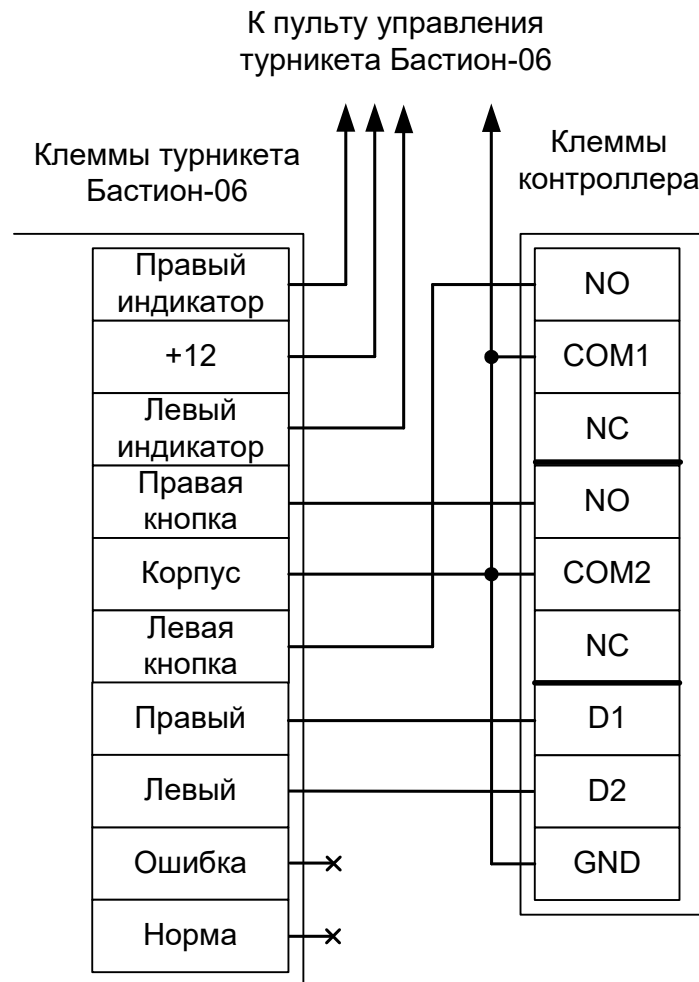 К пульту управления
турникета Бастион-06
Клеммы турникета
Бастион-06
Клеммы
контроллера
Правый
индикатор
+12
Левый
индикатор
Правая
кнопка
Корпус
Левая
кнопка
Правый
Левый
Ошибка
Норма
NO
COM1
NC
NO
COM2
NC
D1
D2
GND